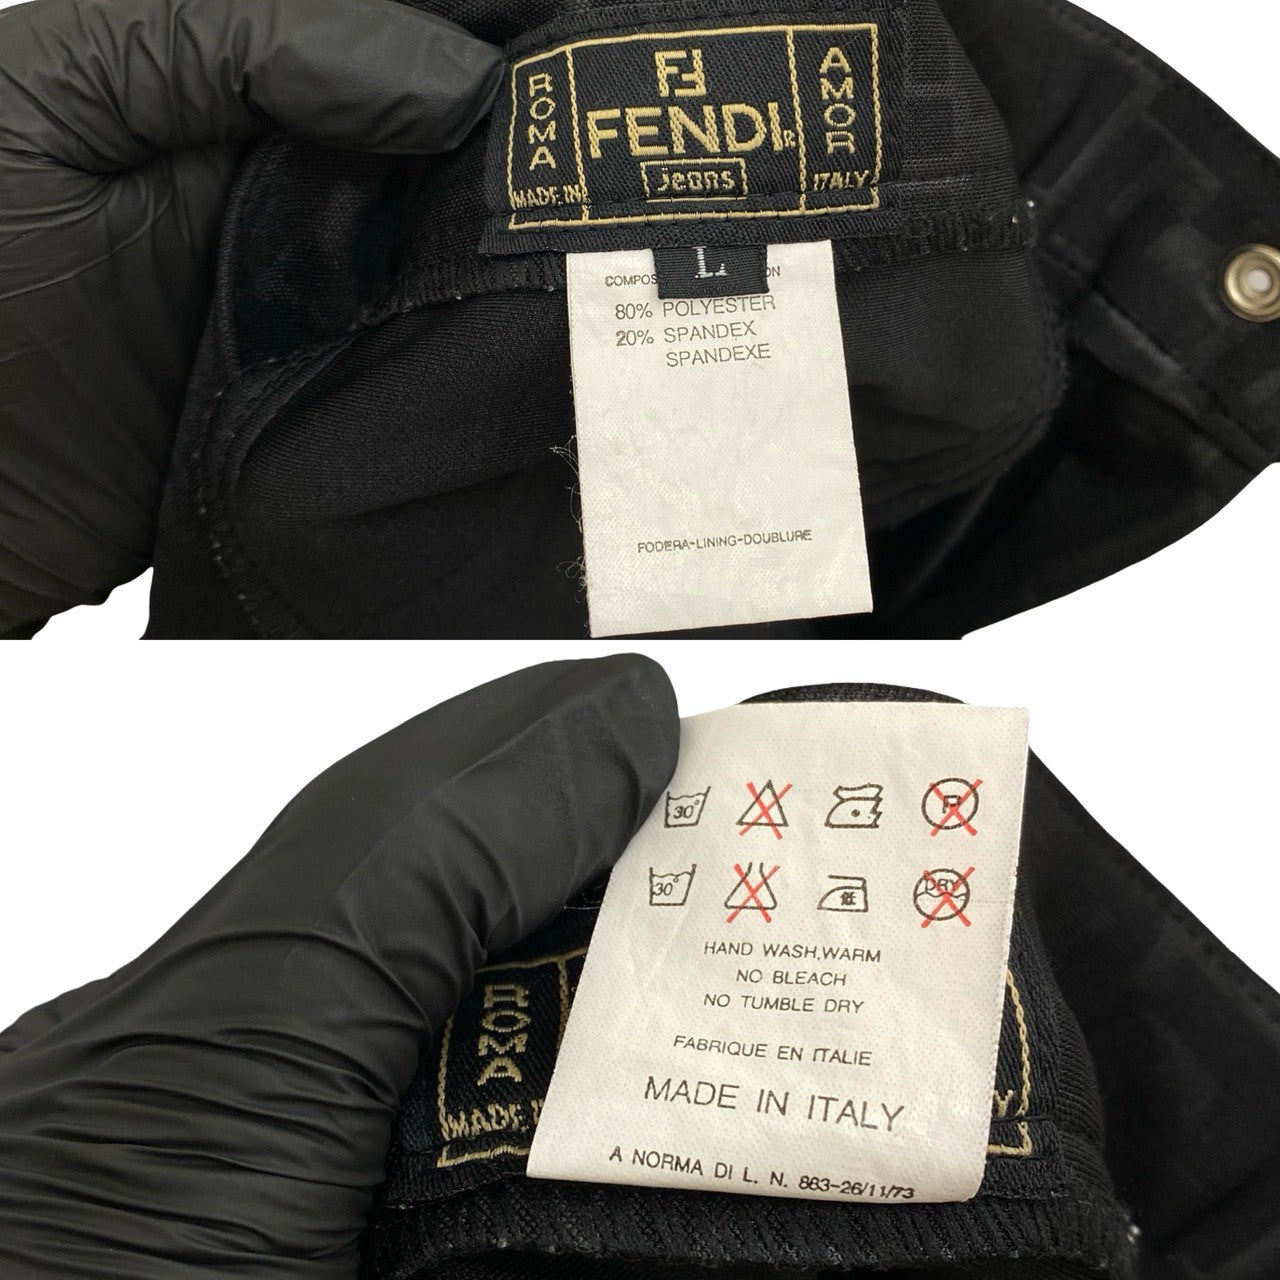 ROMA
MADE IN
FENDI
jeans
AMOR
ITALY
L
80% POLYESTER
20% SPANDEX
SPANDEXE
FODERA-LINING-DOUBLURE
30°
P
30°
低
DRY
HAND WASH,WARM
NO BLEACH
NO TUMBLE DRY
FABRIQUE EN ITALIE
MADE IN ITALY
A NORMA DI L. N. 883-26/11/73
ROMA
MADE